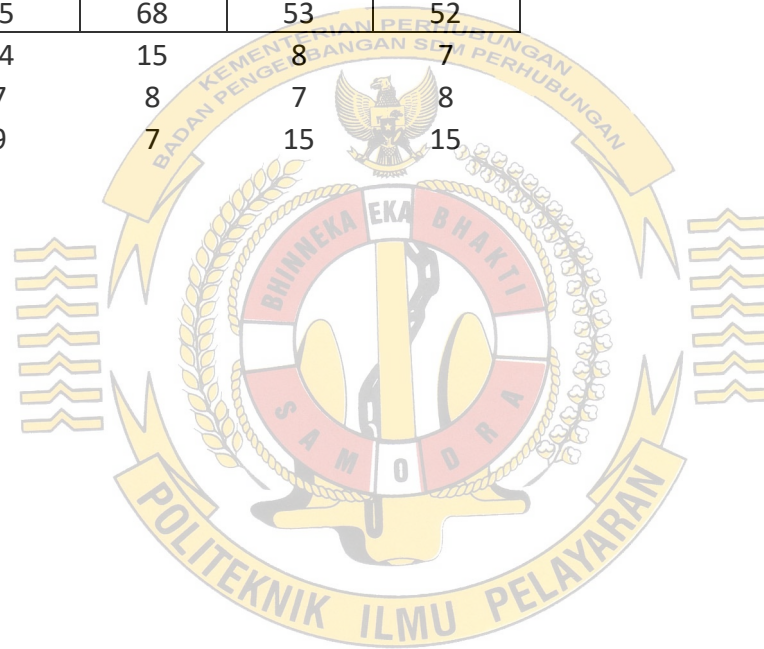 5 68 53 52
4 15 8 7
7 8 7 8
9 7 15 15
KEMENTERIAN PERHUBUNGAN
BADAN PENGEMBANGAN SDM PERHUBUNGAN
BHINNEKA EKA BHAKTI
SAMODRA
POLITEKNIK ILMU PELAYARAN